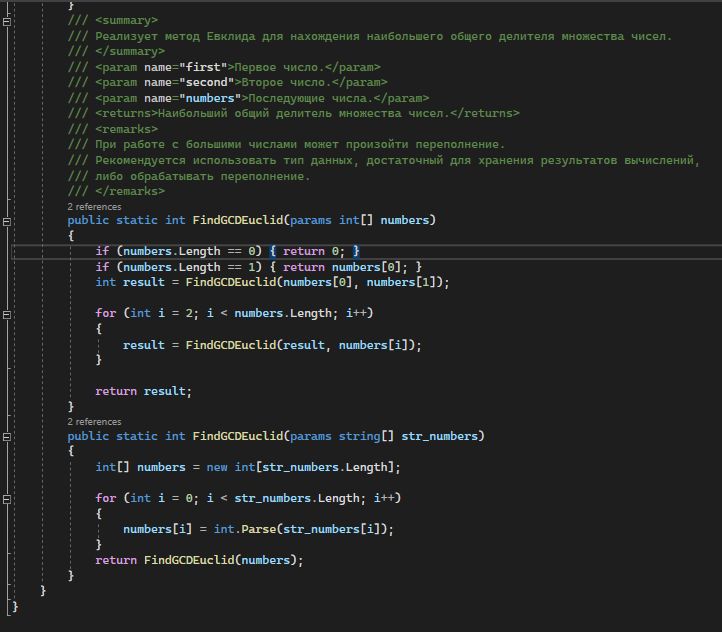 }
/// <summary>
/// Реализует метод Евклида для нахождения наибольшего общего делителя множества чисел.
/// </summary>
/// <param name="first">Первое число.</param>
/// <param name="second">Второе число.</param>
/// <param name="numbers">Последующие числа.</param>
/// <returns>Наибольший общий делитель множества чисел.</returns>
/// <remarks>
/// При работе с большими числами может произойти переполнение.
/// Рекомендуется использовать тип данных, достаточный для хранения результатов вычислений,
/// либо обрабатывать переполнение.
/// </remarks>
2 references
public static int FindGCDEuclid(params int[] numbers)
{
if (numbers.Length == 0) { return 0; }
if (numbers.Length == 1) { return numbers[0]; }
int result = FindGCDEuclid(numbers[0], numbers[1]);
for (int i = 2; i < numbers.Length; i++)
{
result = FindGCDEuclid(result, numbers[i]);
}
return result;
}
2 references
public static int FindGCDEuclid(params string[] str_numbers)
{
int[] numbers = new int[str_numbers.Length];
for (int i = 0; i < str_numbers.Length; i++)
{
numbers[i] = int.Parse(str_numbers[i]);
}
return FindGCDEuclid(numbers);
}
}
}